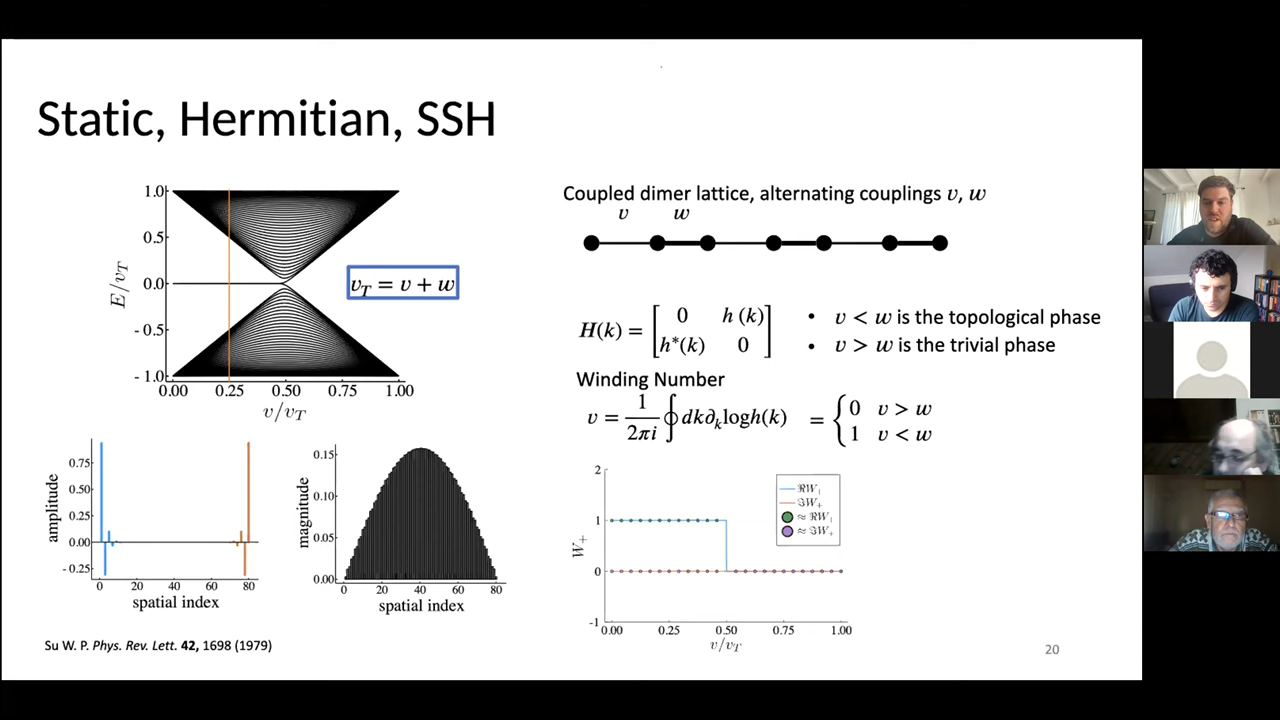 Static, Hermitian, SSH
1.0
0.5
0.0
- 0.5
- 1.0
E/v_T
0.00 0.25 0.50 0.75 1.00
v/v_T
v_T = v + w
Coupled dimer lattice, alternating couplings v, w
v w
H(k) = [ 0 h (k)
h*(k) 0 ]
• v < w is the topological phase
• v > w is the trivial phase
Winding Number
v = 1/2πi ∮ dk∂_k logh(k) = { 0 v > w
1 v < w
0.75
0.50
0.25
0.00
- 0.25
amplitude
0 20 40 60 80
spatial index
0.15
0.10
0.05
0.00
magnitude
0 20 40 60 80
spatial index
2
1
0
-1
W_+
ℜW_+
ℑW_+
≈ ℜW_+
≈ ℑW_+
0.00 0.25 0.50 0.75 1.00
v/v_T
Su W. P. Phys. Rev. Lett. 42, 1698 (1979)
20